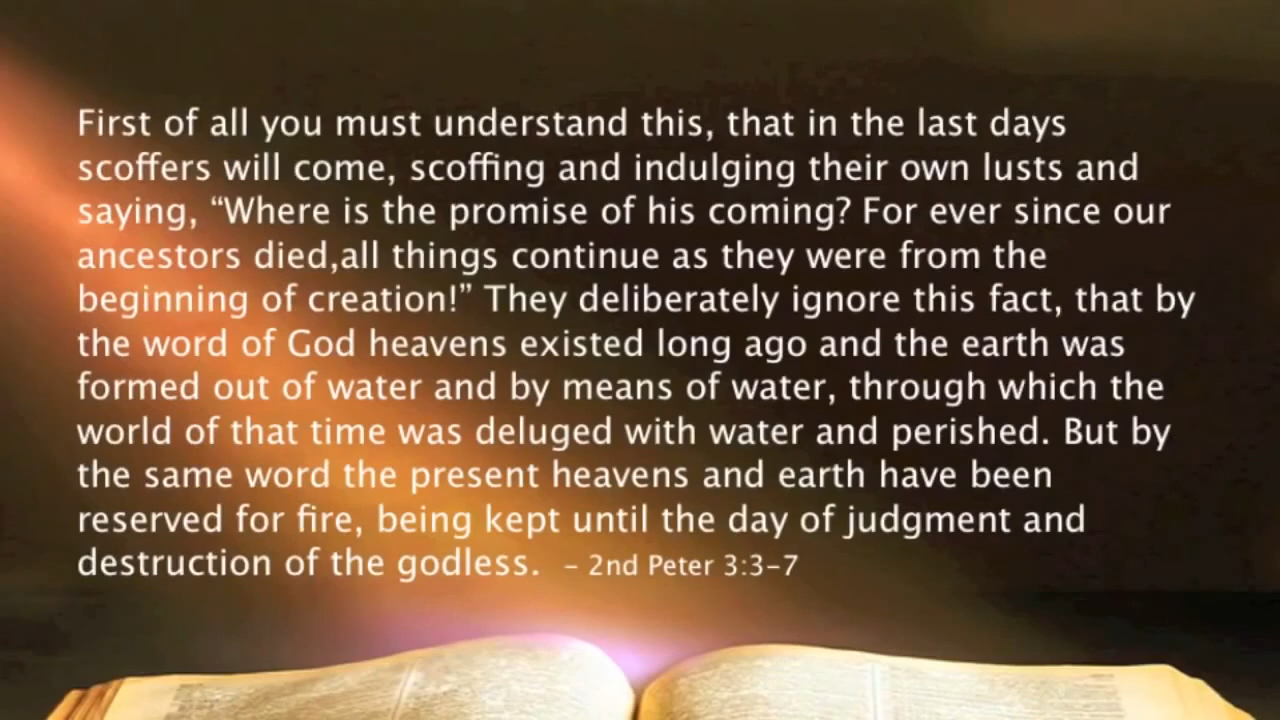 First of all you must understand this, that in the last days
scoffers will come, scoffing and indulging their own lusts and
saying, “Where is the promise of his coming? For ever since our
ancestors died,all things continue as they were from the
beginning of creation!” They deliberately ignore this fact, that by
the word of God heavens existed long ago and the earth was
formed out of water and by means of water, through which the
world of that time was deluged with water and perished. But by
the same word the present heavens and earth have been
reserved for fire, being kept until the day of judgment and
destruction of the godless.  – 2nd Peter 3:3–7